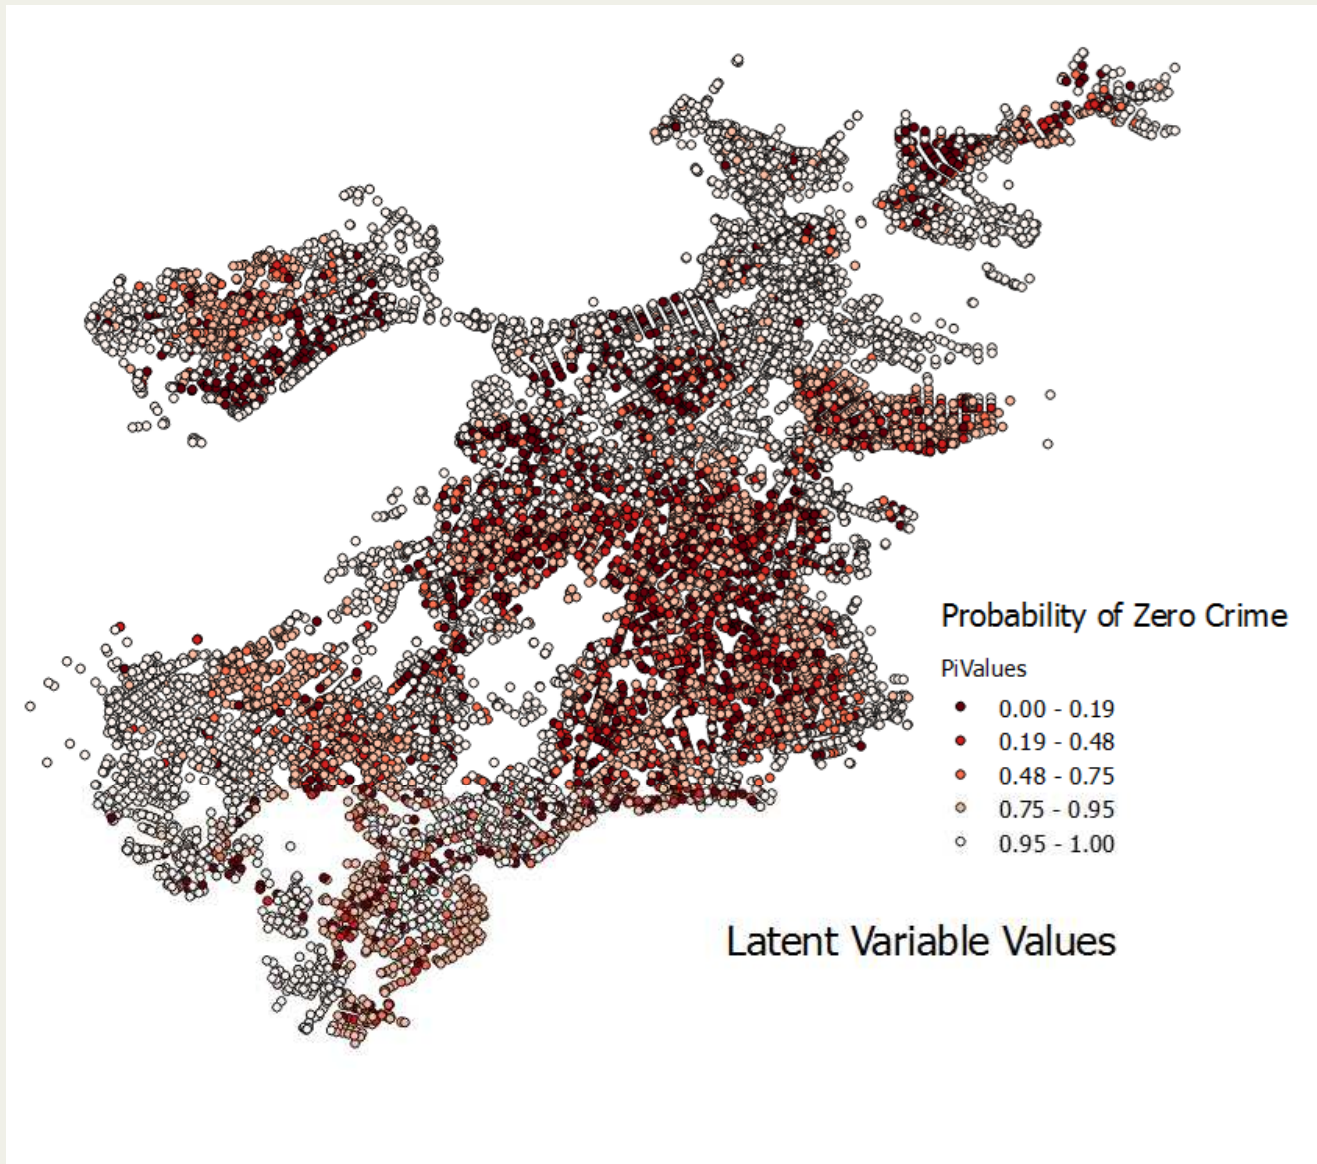 Probability of Zero Crime
PiValues
0.00 - 0.19
0.19 - 0.48
0.48 - 0.75
0.75 - 0.95
0.95 - 1.00
Latent Variable Values